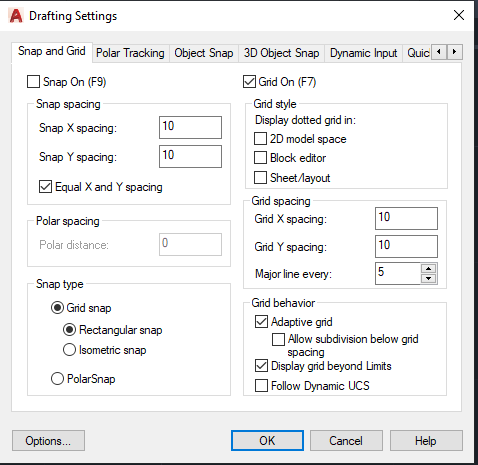 Drafting Settings
Snap and Grid
Polar Tracking
Object Snap
3D Object Snap
Dynamic Input
Quic
Snap On (F9)
Snap spacing
Snap X spacing:
10
Snap Y spacing:
10
Equal X and Y spacing
Polar spacing
Polar distance:
0
Snap type
Grid snap
Rectangular snap
Isometric snap
PolarSnap
Grid On (F7)
Grid style
Display dotted grid in:
2D model space
Block editor
Sheet/layout
Grid spacing
Grid X spacing:
10
Grid Y spacing:
10
Major line every:
5
Grid behavior
Adaptive grid
Allow subdivision below grid
spacing
Display grid beyond Limits
Follow Dynamic UCS
Options...
OK
Cancel
Help